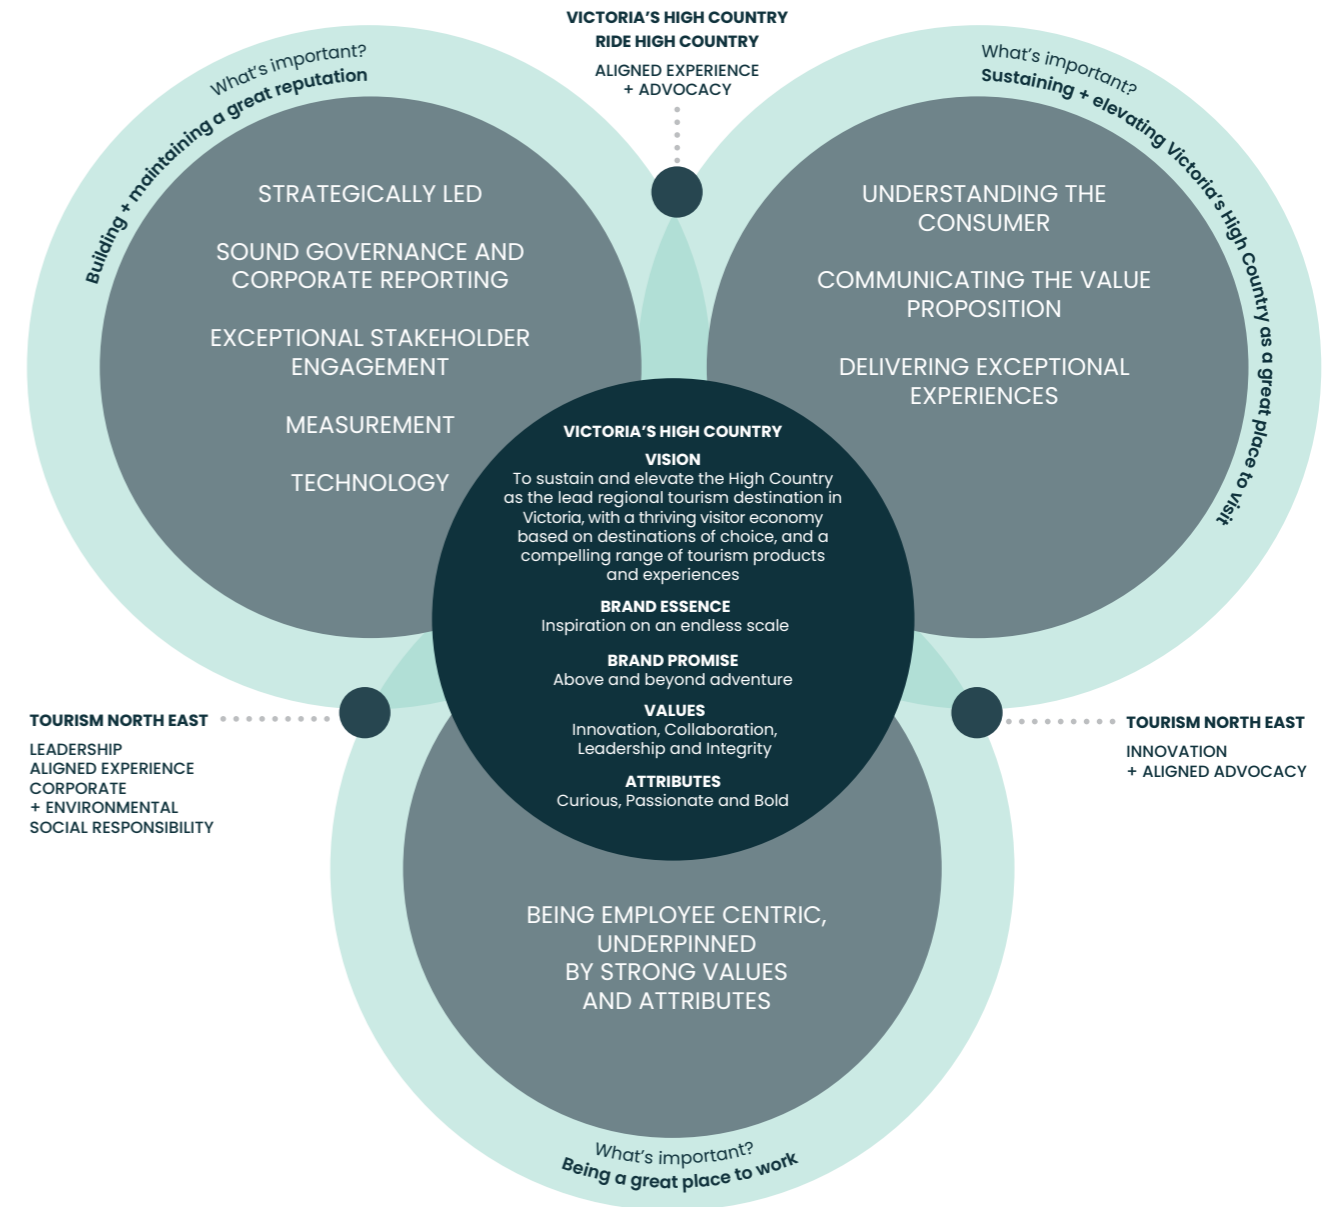 VICTORIA'S HIGH COUNTRY
RIDE HIGH COUNTRY
ALIGNED EXPERIENCE
+ ADVOCACY
What's important?
Building + maintaining a great reputation
STRATEGICALLY LED
SOUND GOVERNANCE AND
CORPORATE REPORTING
EXCEPTIONAL STAKEHOLDER
ENGAGEMENT
MEASUREMENT
TECHNOLOGY
What's important?
Sustaining + elevating Victoria's High Country as a great place to visit
UNDERSTANDING THE
CONSUMER
COMMUNICATING THE VALUE
PROPOSITION
DELIVERING EXCEPTIONAL
EXPERIENCES
VICTORIA'S HIGH COUNTRY
VISION
To sustain and elevate the High Country
as the lead regional tourism destination in
Victoria, with a thriving visitor economy
based on destinations of choice, and a
compelling range of tourism products
and experiences
BRAND ESSENCE
Inspiration on an endless scale
BRAND PROMISE
Above and beyond adventure
VALUES
Innovation, Collaboration,
Leadership and Integrity
ATTRIBUTES
Curious, Passionate and Bold
TOURISM NORTH EAST
LEADERSHIP
ALIGNED EXPERIENCE
CORPORATE
+ ENVIRONMENTAL
SOCIAL RESPONSIBILITY
TOURISM NORTH EAST
INNOVATION
+ ALIGNED ADVOCACY
BEING EMPLOYEE CENTRIC,
UNDERPINNED
BY STRONG VALUES
AND ATTRIBUTES
What's important?
Being a great place to work